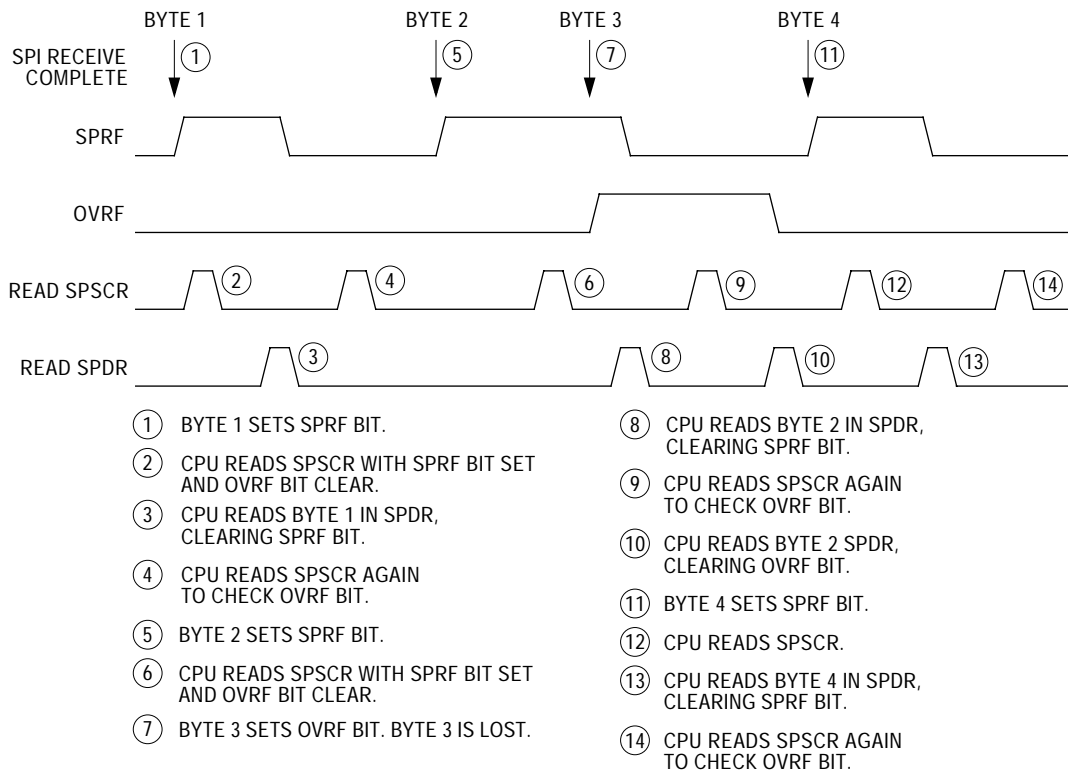 BYTE 1 BYTE 2 BYTE 3 BYTE 4
SPI RECEIVE
COMPLETE
1 5 7 11
SPRF
OVRF
READ SPSCR 2 4 6 9 12 14
READ SPDR 3 8 10 13
1 BYTE 1 SETS SPRF BIT.
2 CPU READS SPSCR WITH SPRF BIT SET
AND OVRF BIT CLEAR.
3 CPU READS BYTE 1 IN SPDR,
CLEARING SPRF BIT.
4 CPU READS SPSCR AGAIN
TO CHECK OVRF BIT.
5 BYTE 2 SETS SPRF BIT.
6 CPU READS SPSCR WITH SPRF BIT SET
AND OVRF BIT CLEAR.
7 BYTE 3 SETS OVRF BIT. BYTE 3 IS LOST.
8 CPU READS BYTE 2 IN SPDR,
CLEARING SPRF BIT.
9 CPU READS SPSCR AGAIN
TO CHECK OVRF BIT.
10 CPU READS BYTE 2 SPDR,
CLEARING OVRF BIT.
11 BYTE 4 SETS SPRF BIT.
12 CPU READS SPSCR.
13 CPU READS BYTE 4 IN SPDR,
CLEARING SPRF BIT.
14 CPU READS SPSCR AGAIN
TO CHECK OVRF BIT.